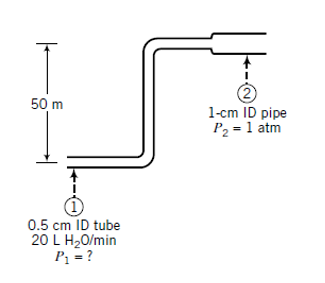 50 m
②
1-cm ID pipe
P₂ = 1 atm
①
0.5 cm ID tube
20 L H₂O/min
P₁ = ?